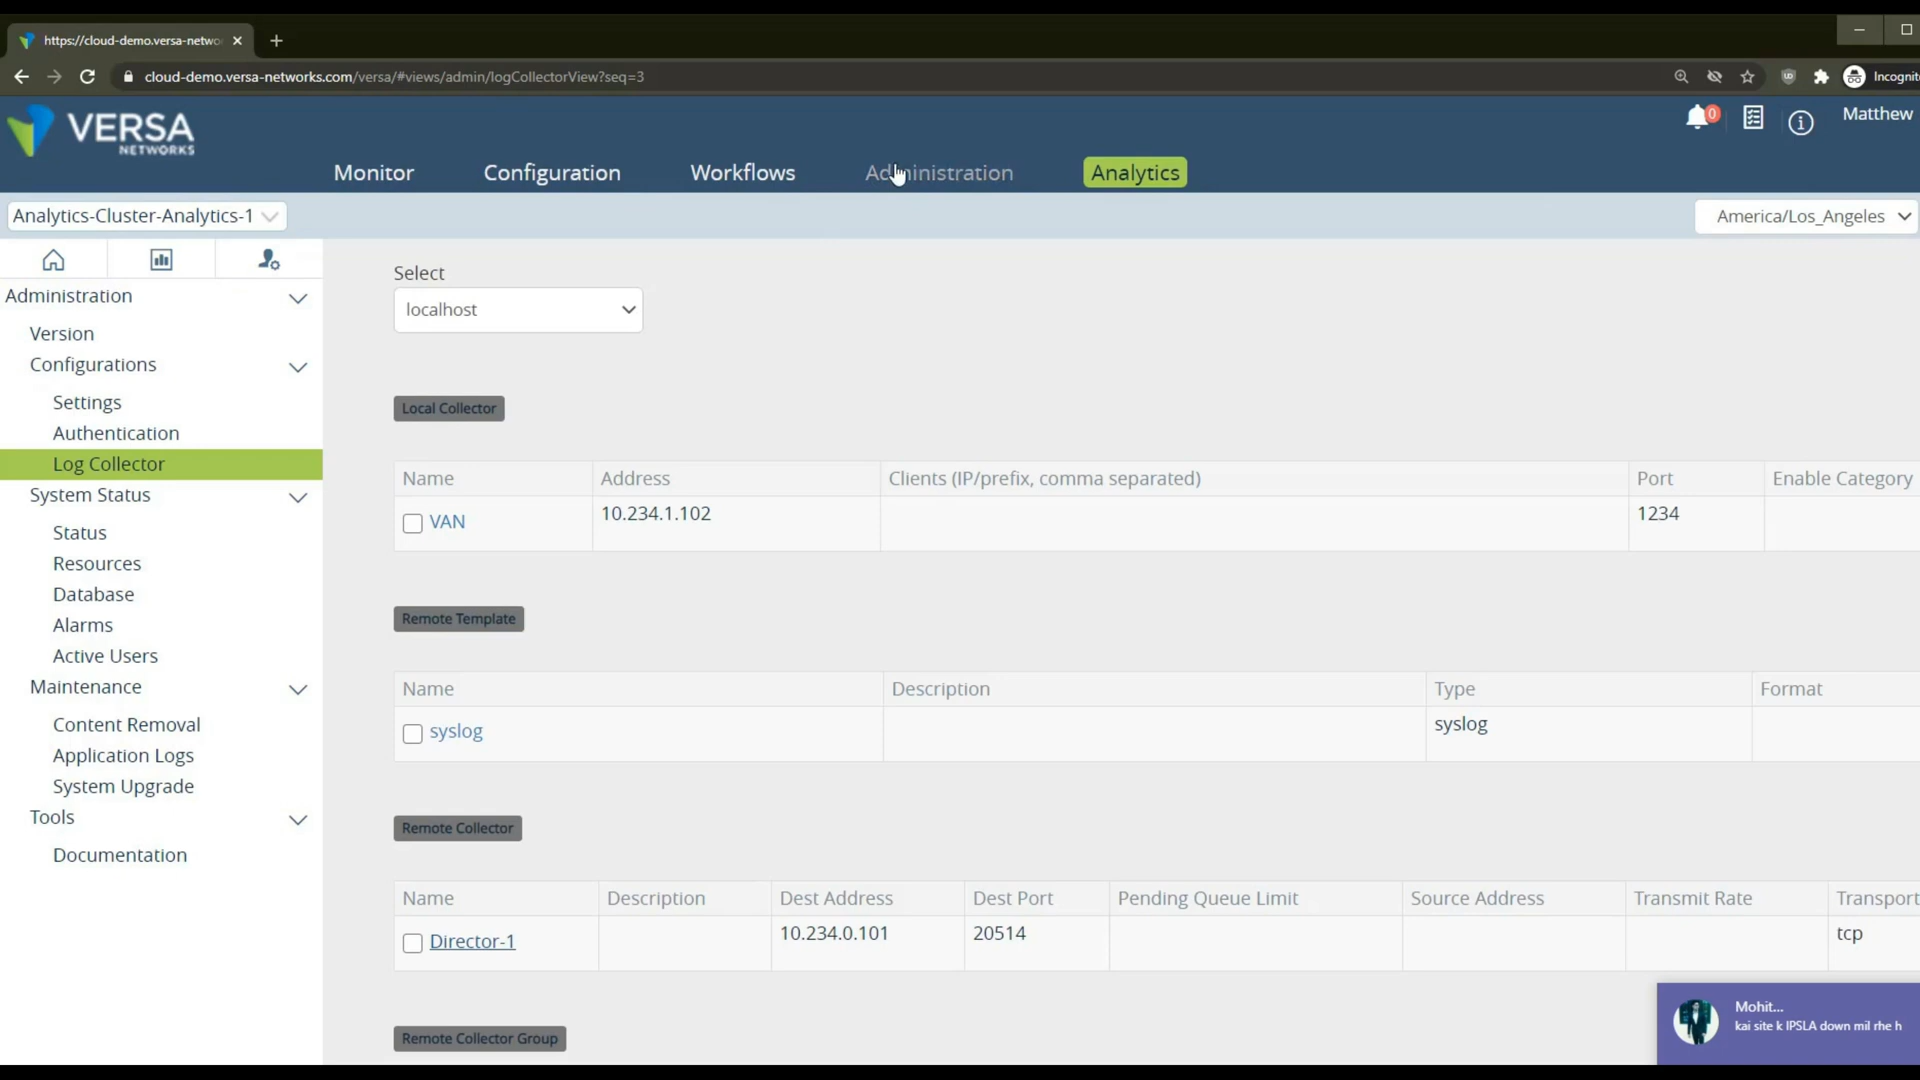 https://cloud-demo.versa-netwo
cloud-demo.versa-networks.com/versa/#views/admin/logCollectorView?seq=3
Incognit
VERSA
NETWORKS
0
Matthew
Monitor
Configuration
Workflows
Administration
Analytics
Analytics-Cluster-Analytics-1
America/Los_Angeles
Administration
Version
Configurations
Settings
Authentication
Log Collector
System Status
Status
Resources
Database
Alarms
Active Users
Maintenance
Content Removal
Application Logs
System Upgrade
Tools
Documentation
Select
localhost
Local Collector
Name Address Clients (IP/prefix, comma separated) Port Enable Category
VAN 10.234.1.102 1234
Remote Template
Name Description Type Format
syslog syslog
Remote Collector
Name Description Dest Address Dest Port Pending Queue Limit Source Address Transmit Rate Transport
Director-1 10.234.0.101 20514 tcp
Remote Collector Group
Mohit...
kai site k IPSLA down mil rhe h